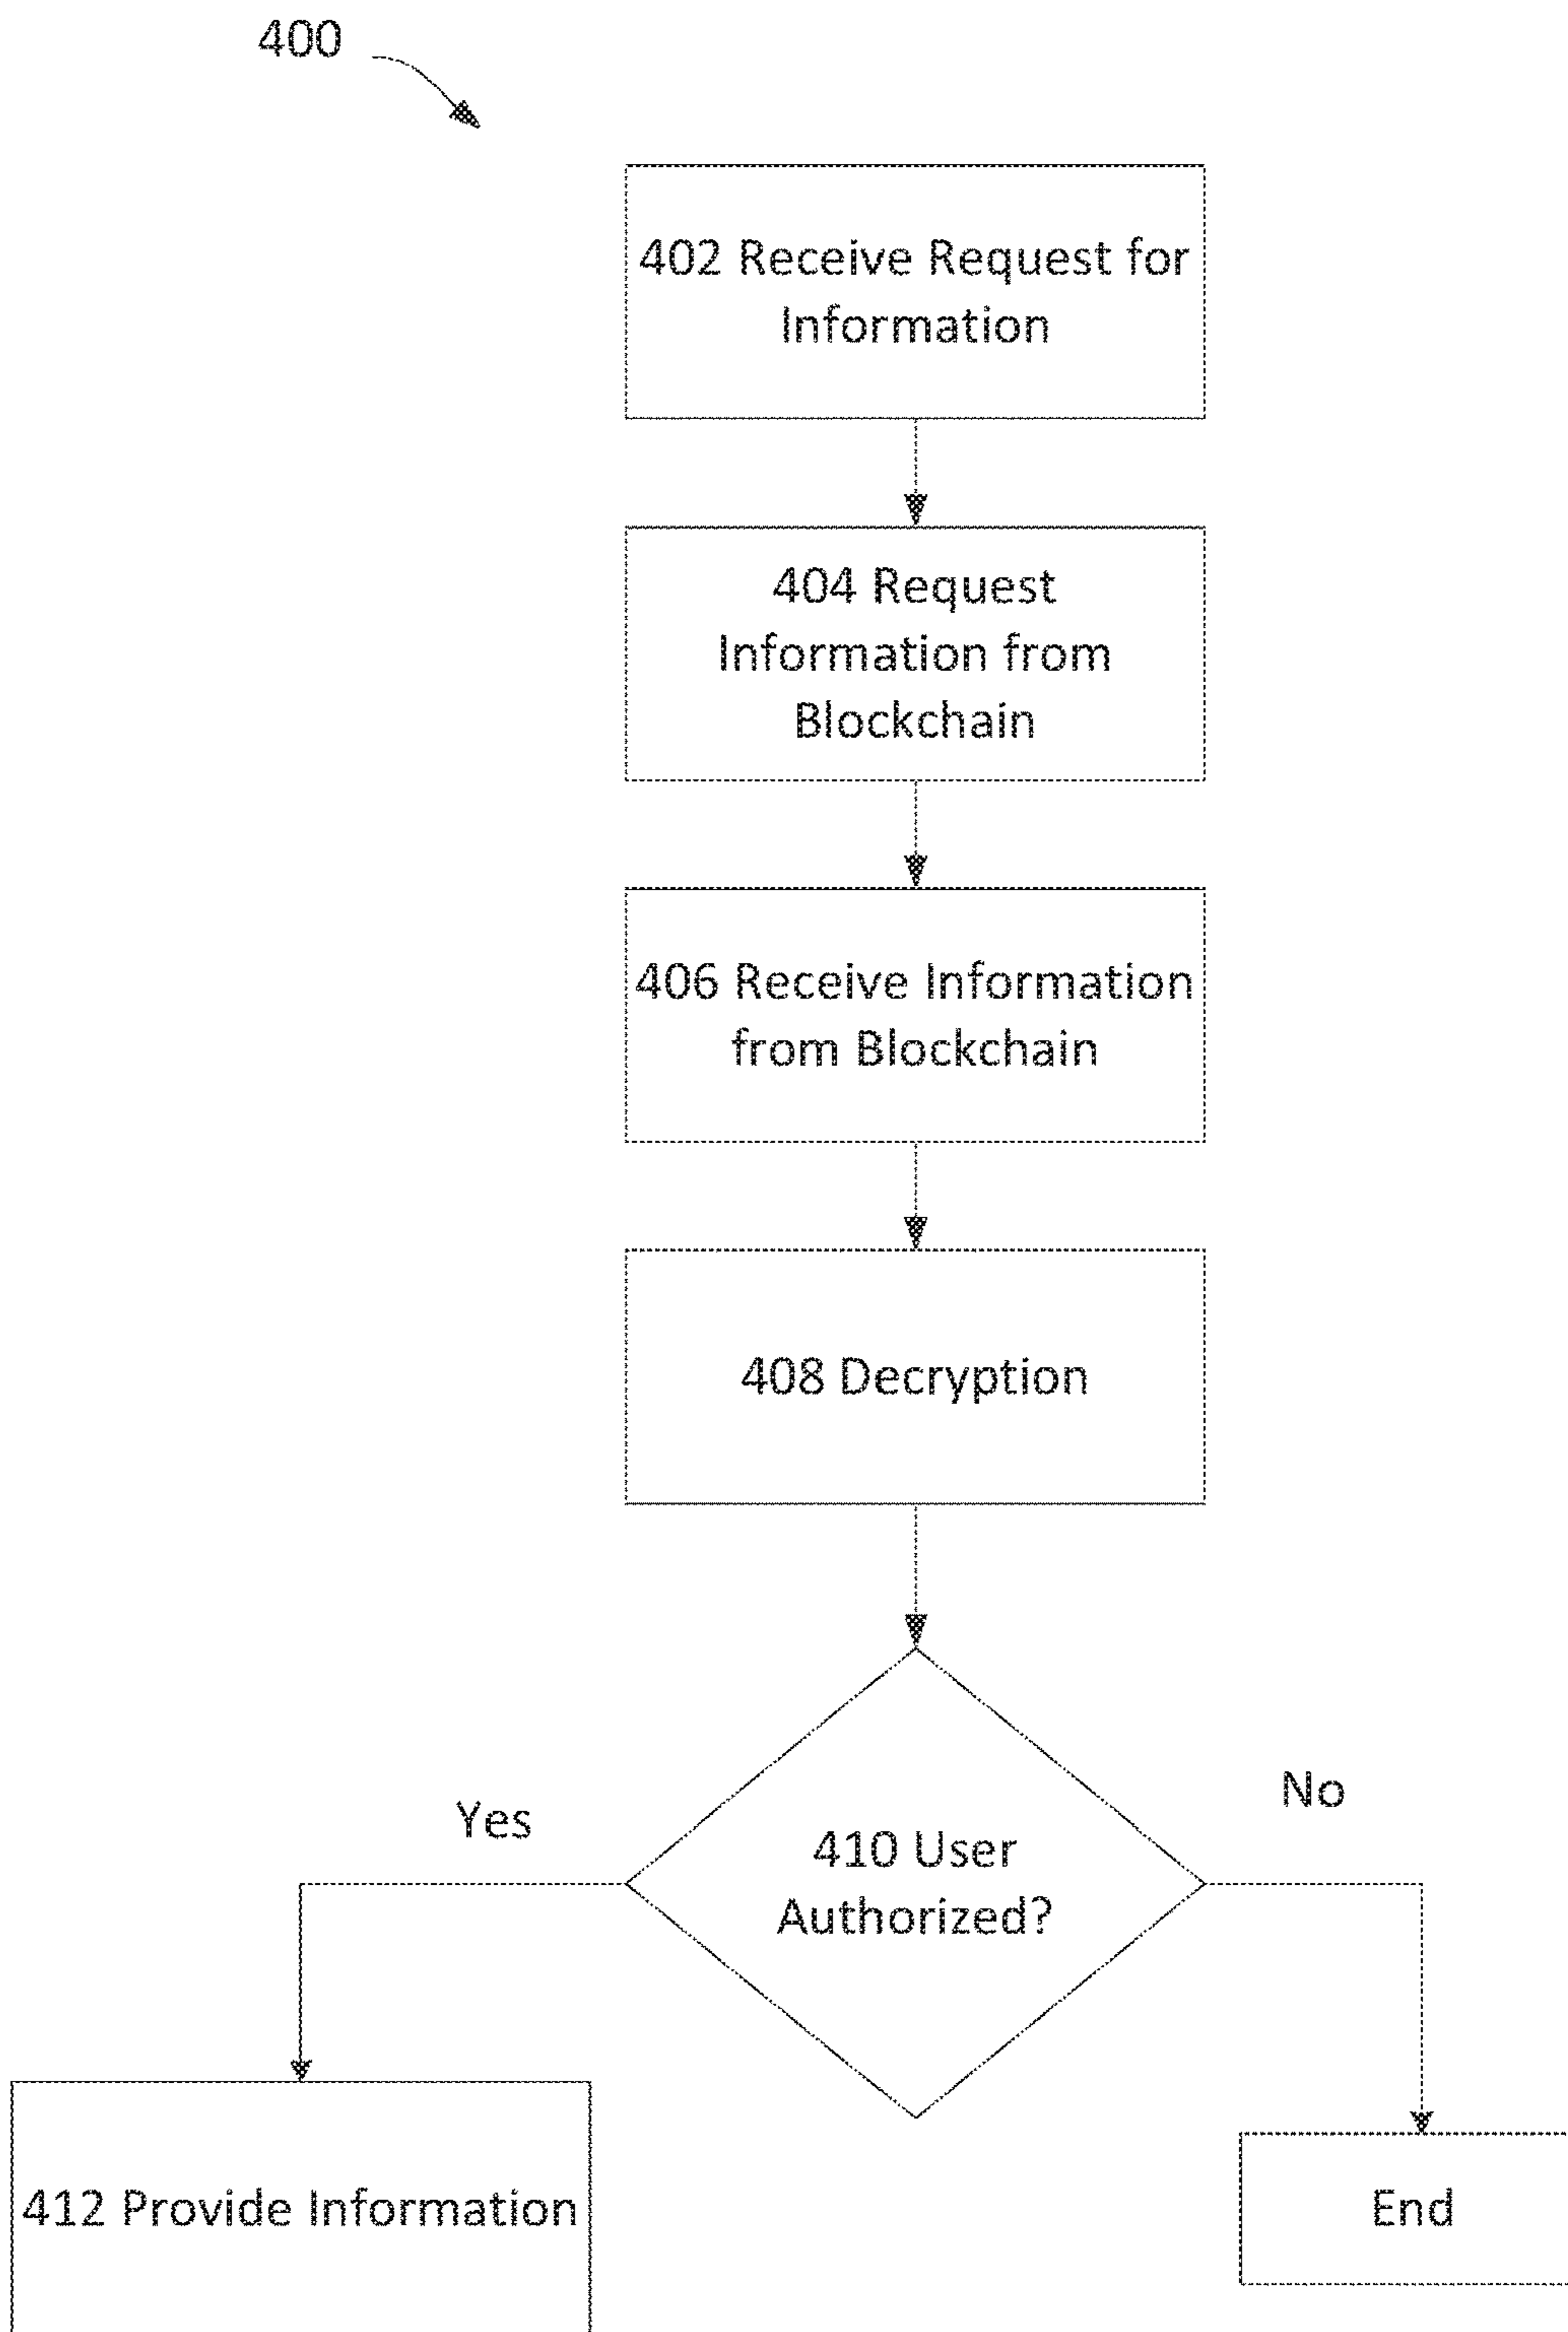 400
402 Receive Request for
Information
404 Request
Information from
Blockchain
406 Receive Information
from Blockchain
408 Decryption
410 User
Authorized?
Yes
No
412 Provide Information
End